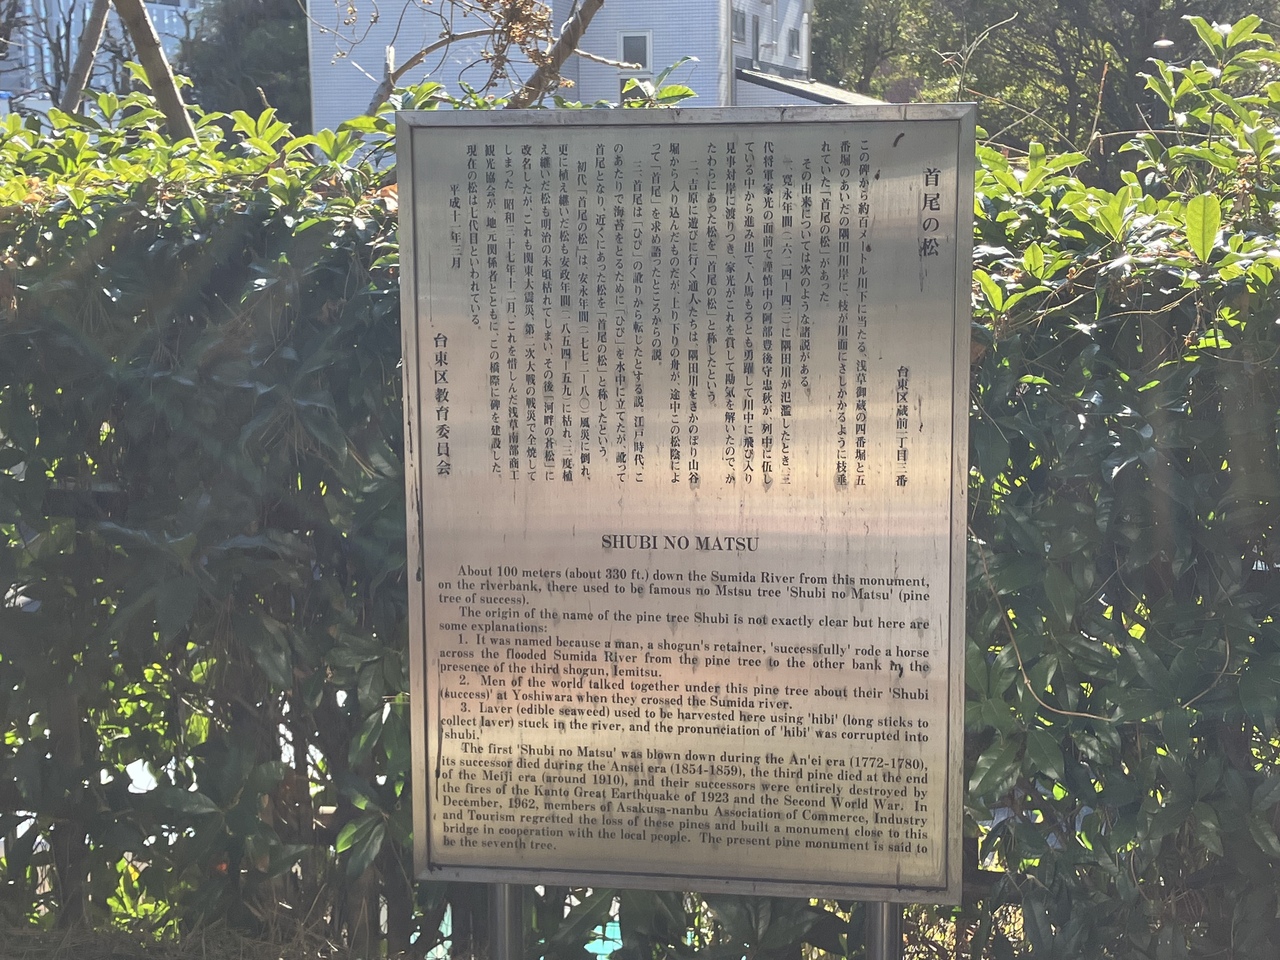 首尾の松
台東区蔵前一丁目三番
この碑から約百メートル川下に当たる、浅草御蔵の四番堀と五
番堀のあいだの隅田川岸に、枝が川面にさしかかるように枝垂
れていた「首尾の松」があった。
その由来については次のような諸説がある。
一、寛永年間(一六二四-四三)に隅田川が氾濫したとき、三
代将軍家光の面前で謹慎中の阿部豊後守忠秋が、列中に伍し
ている中から進み出て、人馬もろとも勇躍して川中に飛び入り
見事対岸に渡りつき、家光がこれを賞して勘気を解いたので、か
たわらにあった松を「首尾の松」と称したという。
二、吉原に遊びに行く通人たちは、隅田川をさかのぼり山谷
堀から入り込んだものだが、上り下りの舟が、途中この松陰によ
って「首尾」を求め語ったところからの説。
三、首尾は「ひび」の訛りから転じたとする説、江戸時代、こ
のあたりで海苔をとるために「ひび」を水中に立てたが、訛って
首尾となり、近くにあった松を「首尾の松」と称したという。
初代「首尾の松」は、安永年間(一七七二-八〇)風災に倒れ、
更に植え継いだ松も安政年間(一八五四-五九)に枯れ、三度植
え継いだ松も明治の末頃枯れてしまい、その後「河畔の蒼松」に
改名したが、これも関東大震災、第二次大戦の戦災で全焼して
しまった。昭和三十七年十二月、これを惜しんだ浅草南部商工
観光協会が、地元関係者とともに、この橋際に碑を建設した。
現在の松は七代目といわれている。
平成十一年三月
台東区教育委員会
SHUBI NO MATSU
About 100 meters (about 330 ft.) down the Sumida River from this monument,
on the riverbank, there used to be famous no Mstsu tree 'Shubi no Matsu' (pine
tree of success).
The origin of the name of the pine tree Shubi is not exactly clear but here are
some explanations:
1. It was named because a man, a shogun's retainer, 'successfully' rode a horse
across the flooded Sumida River from the pine tree to the other bank in the
presence of the third shogun, Iemitsu.
2. Men of the world talked together under this pine tree about their 'Shubi
(success)' at Yoshiwara when they crossed the Sumida river.
3. Laver (edible seaweed) used to be harvested here using 'hibi' (long sticks to
collect laver) stuck in the river, and the pronunciation of 'hibi' was corrupted into
'shubi.'
The first 'Shubi no Matsu' was blown down during the An'ei era (1772-1780),
its successor died during the Ansei era (1854-1859), the third pine died at the end
of the Meiji era (around 1910), and their successors were entirely destroyed by
the fires of the Kanto Great Earthquake of 1923 and the Second World War. In
December, 1962, members of Asakusa-nanbu Association of Commerce, Industry
and Tourism regretted the loss of these pines and built a monument close to this
bridge in cooperation with the local people. The present pine monument is said to
be the seventh tree.